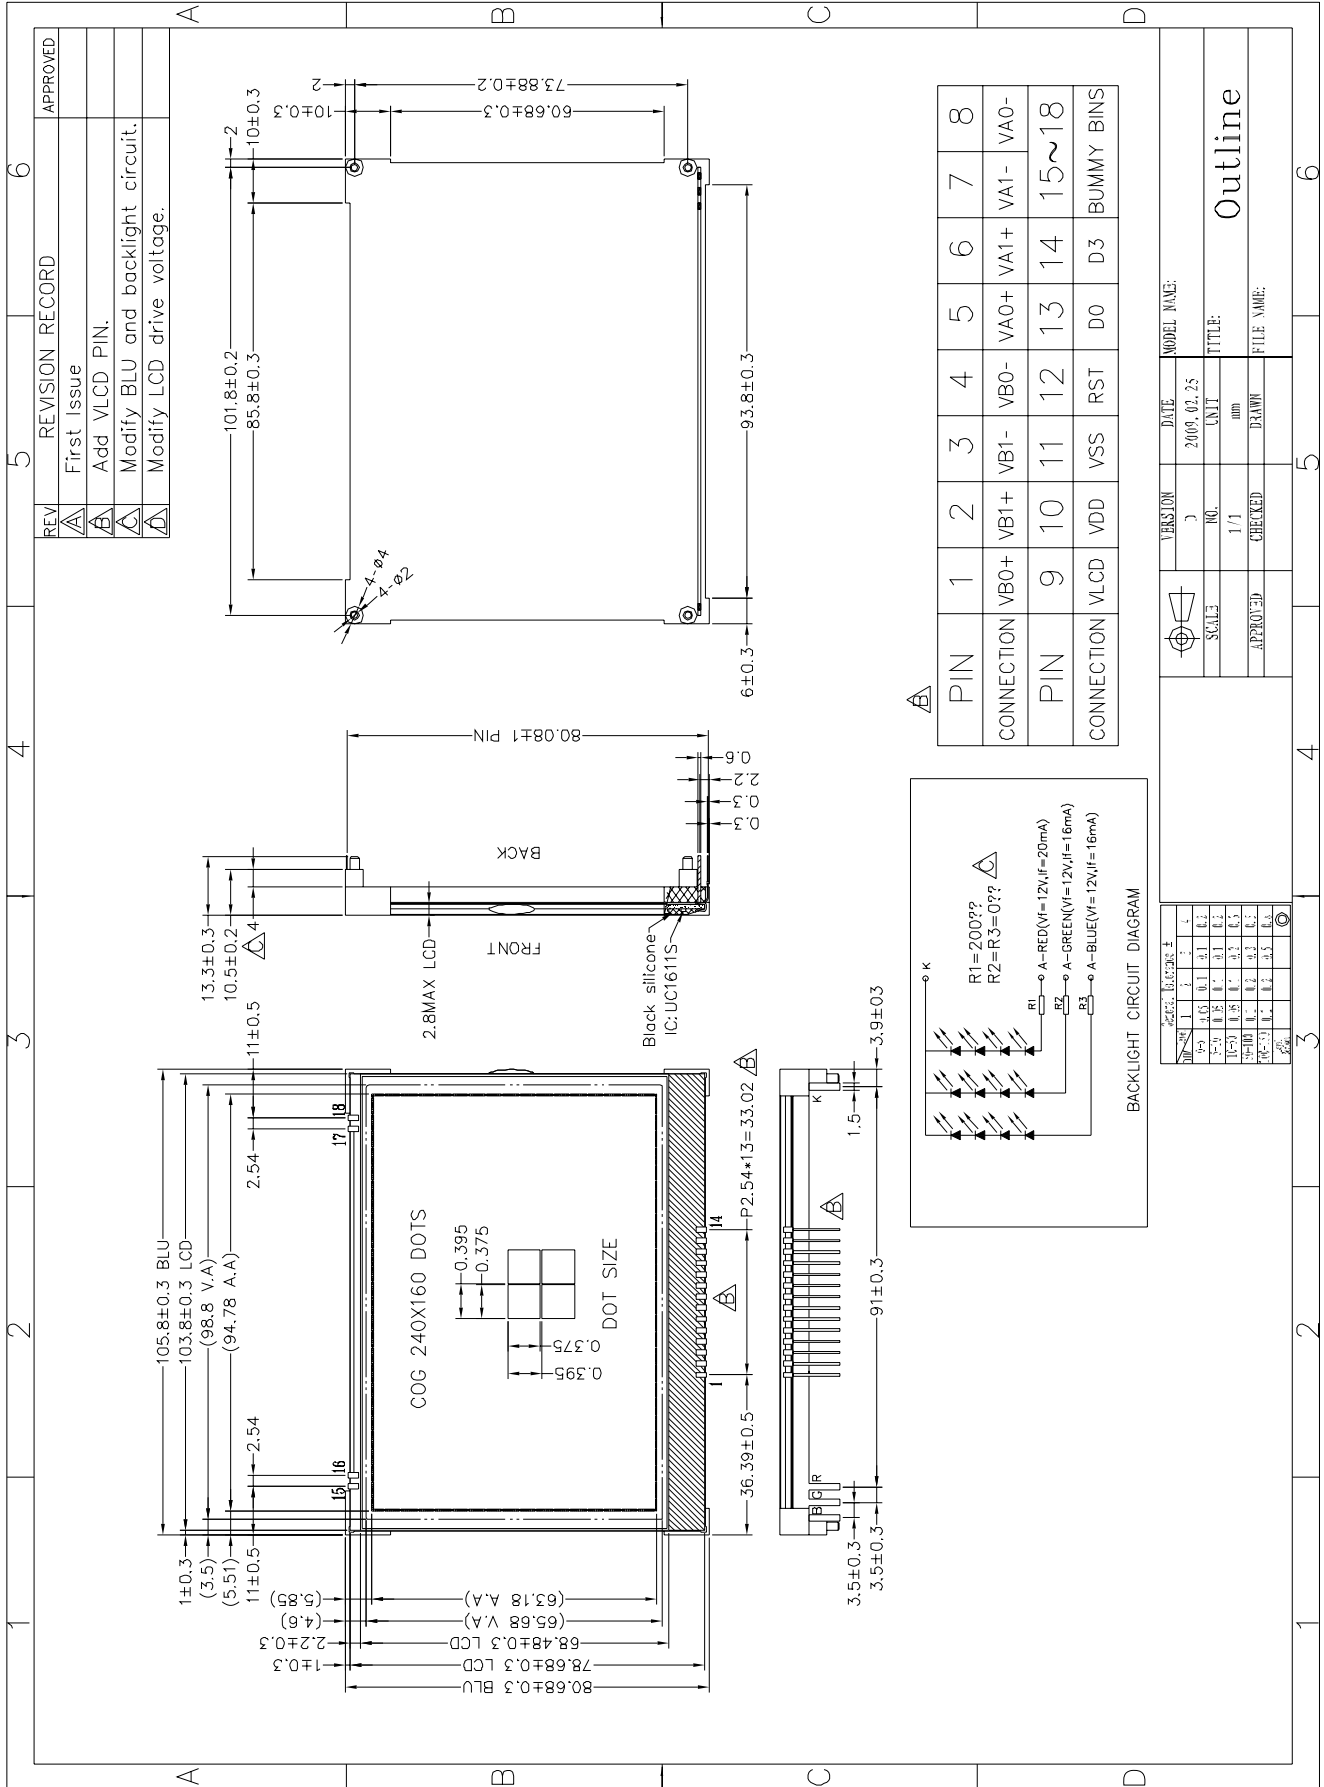 1 2 3 4 5 6
A
B
C
D
REVISION RECORD
REV APPROVED
A First Issue
B Add VLCD PIN.
C Modify BLU and backlight circuit.
D Modify LCD drive voltage.
105.8±0.3 BLU
1±0.3 103.8±0.3 LCD
(3.5) (98.8 V.A)
(5.51) (94.78 A.A)
11±0.5 2.54
2.54 11±0.5
15 16
17 18
80.68±0.3 BLU
1±0.3
78.68±0.3 LCD
2.2±0.3
68.48±0.3 LCD
(4.6)
(65.68 V.A)
(5.85)
(63.18 A.A)
COG 240X160 DOTS
0.395
0.375
0.375
0.395
DOT SIZE
1 14
36.39±0.5 P2.54*13=33.02 B
B
13.3±0.3
10.5±0.2
C 4
2.8MAX LCD
FRONT
BACK
Black silicone
IC:UC1611S
80.08±1 PIN
0.6
2.2
0.3
0.3
2
101.8±0.2
85.8±0.3
10±0.3
4-ø4
4-ø2
2
10±0.3
60.68±0.3
73.88±0.2
6±0.3 93.8±0.3
B G R K
B
1.5
3.5±0.3
3.5±0.3
91±0.3
3.9±03
K
R1=200??
R2=R3=0?? C
R1 A-RED(Vf=12V,If=20mA)
R2 A-GREEN(Vf=12V,If=16mA)
R3 A-BLUE(Vf=12V,If=16mA)
BACKLIGHT CIRCUIT DIAGRAM
B
PIN 1 2 3 4 5 6 7 8
CONNECTION VB0+ VB1+ VB1- VB0- VA0+ VA1+ VA1- VA0-
PIN 9 10 11 12 13 14 15~18
CONNECTION VLCD VDD VSS RST D0 D3 BUMMY BINS
VERSION DATE MODEL NAME:
2009.02.25
SCALE NO. UNIT TITLE:
1/1 mm Outline
APPROVED CHECKED DRAWN FILE NAME:
1 2 3 4 5 6
A
B
C
D